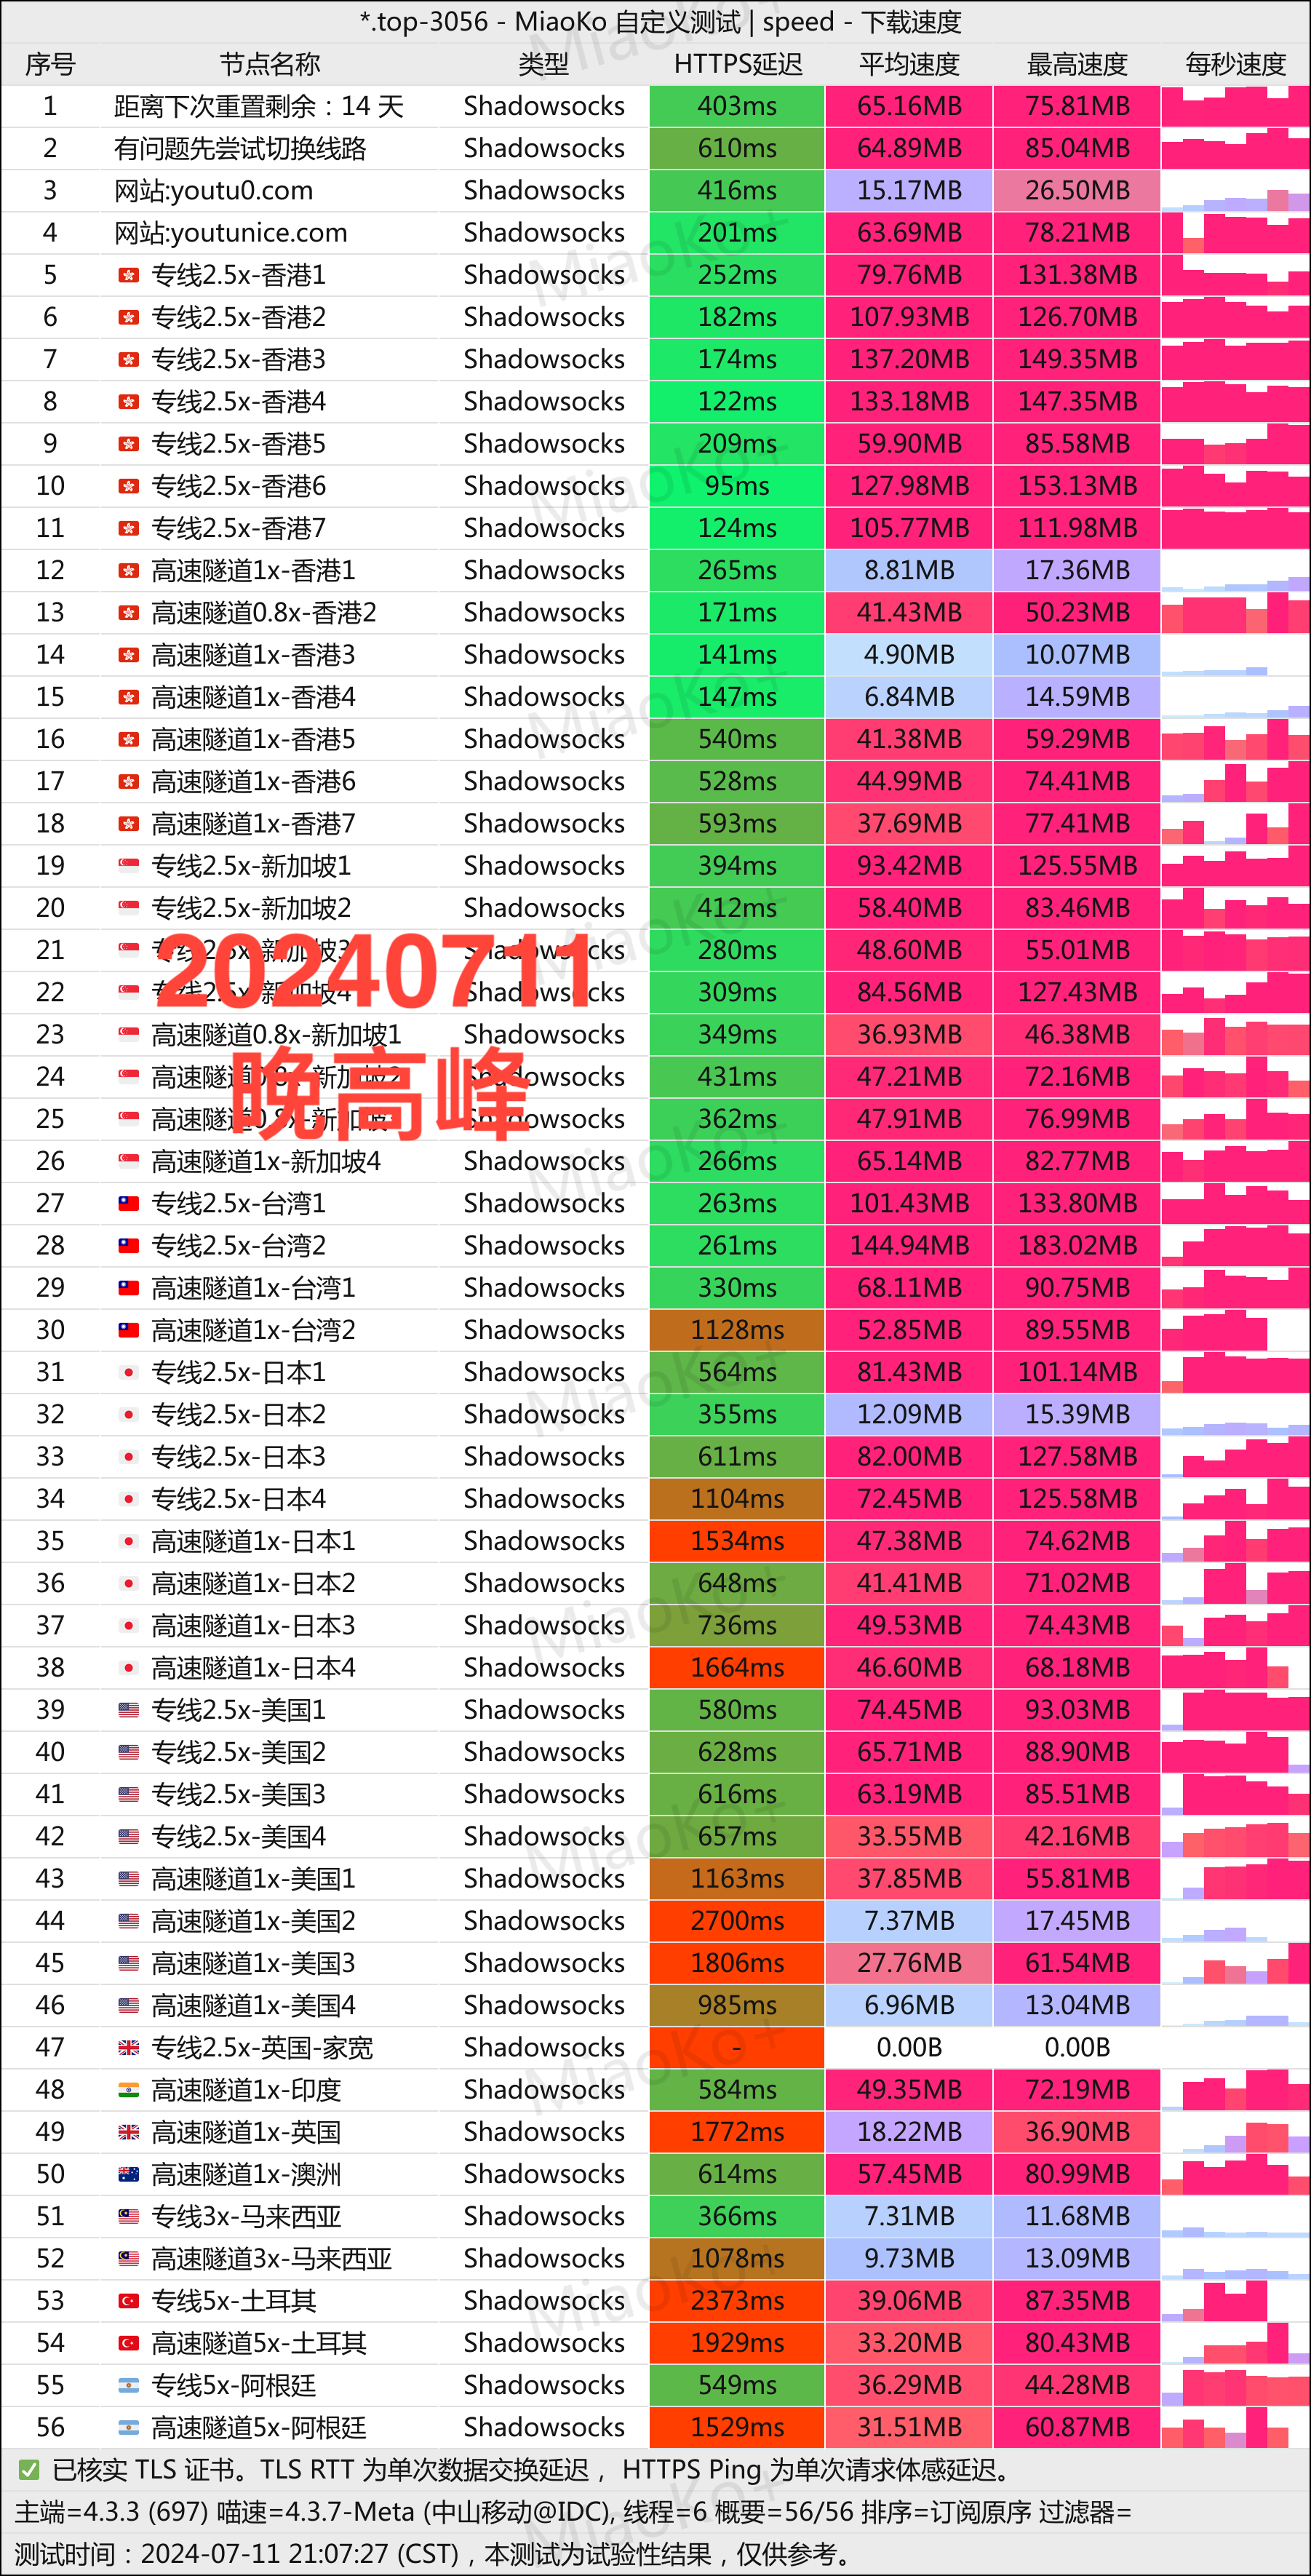 *.top-3056 - MiaoKo 自定义测试 | speed - 下载速度
序号 节点名称 类型 HTTPS延迟 平均速度 最高速度 每秒速度
1 距离下次重置剩余：14 天 Shadowsocks 403ms 65.16MB 75.81MB
2 有问题先尝试切换线路 Shadowsocks 610ms 64.89MB 85.04MB
3 网站:youtu0.com Shadowsocks 416ms 15.17MB 26.50MB
4 网站:youtunice.com Shadowsocks 201ms 63.69MB 78.21MB
5 专线2.5x-香港1 Shadowsocks 252ms 79.76MB 131.38MB
6 专线2.5x-香港2 Shadowsocks 182ms 107.93MB 126.70MB
7 专线2.5x-香港3 Shadowsocks 174ms 137.20MB 149.35MB
8 专线2.5x-香港4 Shadowsocks 122ms 133.18MB 147.35MB
9 专线2.5x-香港5 Shadowsocks 209ms 59.90MB 85.58MB
10 专线2.5x-香港6 Shadowsocks 95ms 127.98MB 153.13MB
11 专线2.5x-香港7 Shadowsocks 124ms 105.77MB 111.98MB
12 高速隧道1x-香港1 Shadowsocks 265ms 8.81MB 17.36MB
13 高速隧道0.8x-香港2 Shadowsocks 171ms 41.43MB 50.23MB
14 高速隧道1x-香港3 Shadowsocks 141ms 4.90MB 10.07MB
15 高速隧道1x-香港4 Shadowsocks 147ms 6.84MB 14.59MB
16 高速隧道1x-香港5 Shadowsocks 540ms 41.38MB 59.29MB
17 高速隧道1x-香港6 Shadowsocks 528ms 44.99MB 74.41MB
18 高速隧道1x-香港7 Shadowsocks 593ms 37.69MB 77.41MB
19 专线2.5x-新加坡1 Shadowsocks 394ms 93.42MB 125.55MB
20 专线2.5x-新加坡2 Shadowsocks 412ms 58.40MB 83.46MB
21 专线2.5x-新加坡3 Shadowsocks 280ms 48.60MB 55.01MB
20240711
22 专线2.5x-新加坡4 Shadowsocks 309ms 84.56MB 127.43MB
23 高速隧道0.8x-新加坡1 Shadowsocks 349ms 36.93MB 46.38MB
24 高速隧道0.8x-新加坡2 Shadowsocks 431ms 47.21MB 72.16MB
晚高峰
25 高速隧道0.8x-新加坡 Shadowsocks 362ms 47.91MB 76.99MB
26 高速隧道1x-新加坡4 Shadowsocks 266ms 65.14MB 82.77MB
27 专线2.5x-台湾1 Shadowsocks 263ms 101.43MB 133.80MB
28 专线2.5x-台湾2 Shadowsocks 261ms 144.94MB 183.02MB
29 高速隧道1x-台湾1 Shadowsocks 330ms 68.11MB 90.75MB
30 高速隧道1x-台湾2 Shadowsocks 1128ms 52.85MB 89.55MB
31 专线2.5x-日本1 Shadowsocks 564ms 81.43MB 101.14MB
32 专线2.5x-日本2 Shadowsocks 355ms 12.09MB 15.39MB
33 专线2.5x-日本3 Shadowsocks 611ms 82.00MB 127.58MB
34 专线2.5x-日本4 Shadowsocks 1104ms 72.45MB 125.58MB
35 高速隧道1x-日本1 Shadowsocks 1534ms 47.38MB 74.62MB
36 高速隧道1x-日本2 Shadowsocks 648ms 41.41MB 71.02MB
37 高速隧道1x-日本3 Shadowsocks 736ms 49.53MB 74.43MB
38 高速隧道1x-日本4 Shadowsocks 1664ms 46.60MB 68.18MB
39 专线2.5x-美国1 Shadowsocks 580ms 74.45MB 93.03MB
40 专线2.5x-美国2 Shadowsocks 628ms 65.71MB 88.90MB
41 专线2.5x-美国3 Shadowsocks 616ms 63.19MB 85.51MB
42 专线2.5x-美国4 Shadowsocks 657ms 33.55MB 42.16MB
43 高速隧道1x-美国1 Shadowsocks 1163ms 37.85MB 55.81MB
44 高速隧道1x-美国2 Shadowsocks 2700ms 7.37MB 17.45MB
45 高速隧道1x-美国3 Shadowsocks 1806ms 27.76MB 61.54MB
46 高速隧道1x-美国4 Shadowsocks 985ms 6.96MB 13.04MB
47 专线2.5x-英国-家宽 Shadowsocks - 0.00B 0.00B
48 高速隧道1x-印度 Shadowsocks 584ms 49.35MB 72.19MB
49 高速隧道1x-英国 Shadowsocks 1772ms 18.22MB 36.90MB
50 高速隧道1x-澳洲 Shadowsocks 614ms 57.45MB 80.99MB
51 专线3x-马来西亚 Shadowsocks 366ms 7.31MB 11.68MB
52 高速隧道3x-马来西亚 Shadowsocks 1078ms 9.73MB 13.09MB
53 专线5x-土耳其 Shadowsocks 2373ms 39.06MB 87.35MB
54 高速隧道5x-土耳其 Shadowsocks 1929ms 33.20MB 80.43MB
55 专线5x-阿根廷 Shadowsocks 549ms 36.29MB 44.28MB
56 高速隧道5x-阿根廷 Shadowsocks 1529ms 31.51MB 60.87MB
✅ 已核实 TLS 证书。TLS RTT 为单次数据交换延迟， HTTPS Ping 为单次请求体感延迟。
主端=4.3.3 (697) 喵速=4.3.7-Meta (中山移动@IDC), 线程=6 概要=56/56 排序=订阅原序 过滤器=
测试时间：2024-07-11 21:07:27 (CST)，本测试为试验性结果，仅供参考。